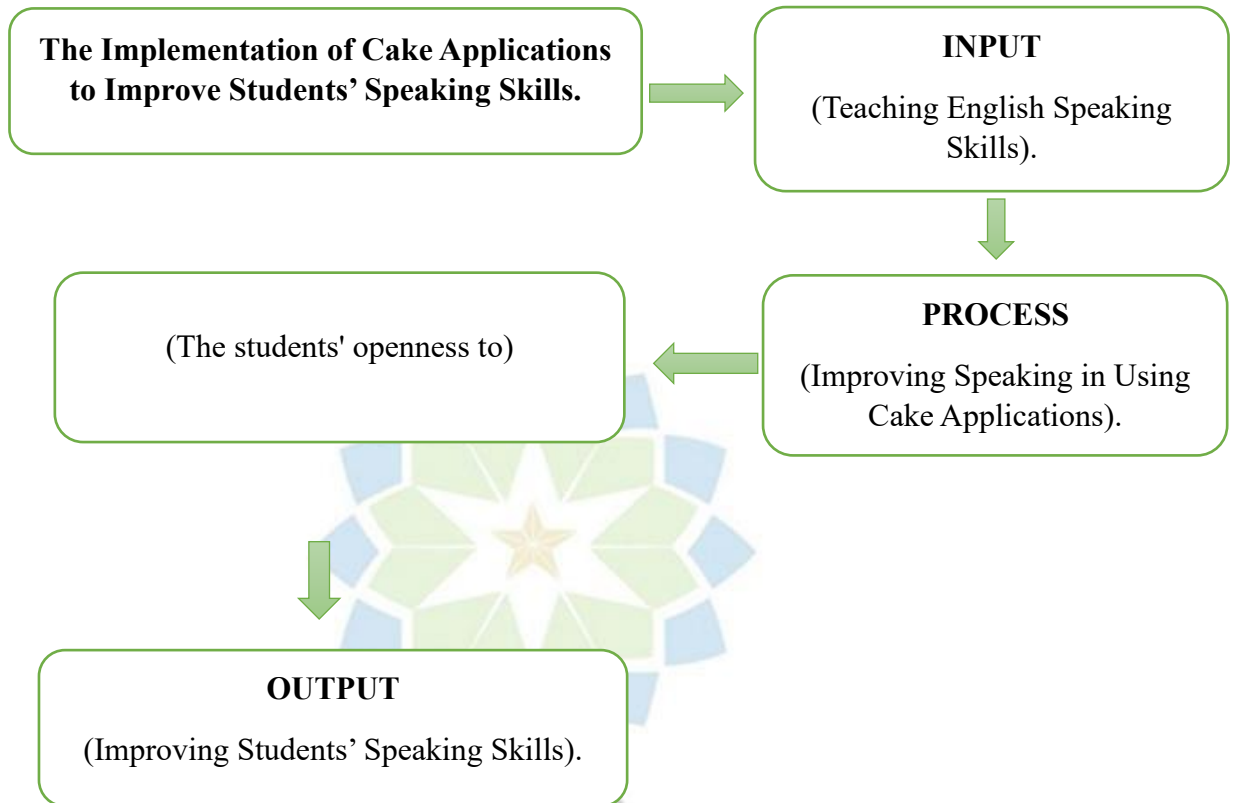 The Implementation of Cake Applications
to Improve Students’ Speaking Skills.
INPUT
(Teaching English Speaking
Skills).
PROCESS
(Improving Speaking in Using
Cake Applications).
(The students' openness to)
OUTPUT
(Improving Students’ Speaking Skills).